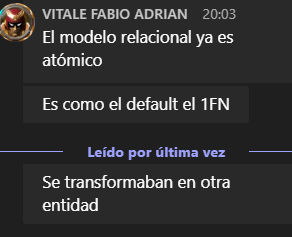 VITALE FABIO ADRIAN 20:03
El modelo relacional ya es
atómico
Es como el default el 1FN
Leído por última vez
Se transformaban en otra
entidad